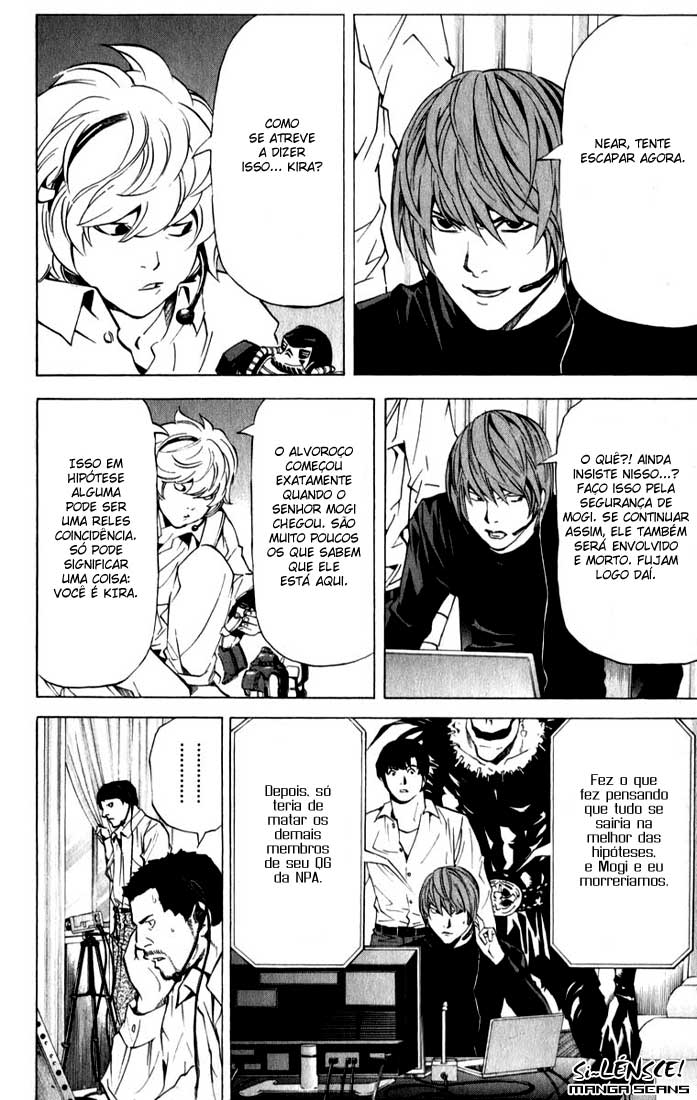 NEAR, TENTE
ESCAPAR AGORA.
COMO
SE ATREVE
A DIZER
ISSO... KIRA?
O QUÊ?! AINDA
INSISTE NISSO...?
FAÇO ISSO PELA
SEGURANÇA DE
MOGI. SE CONTINUAR
ASSIM, ELE TAMBÉM
SERÁ ENVOLVIDO
E MORTO. FUJAM
LOGO DAÍ.
O ALVOROÇO
COMEÇOU
EXATAMENTE
QUANDO O
SENHOR MOGI
CHEGOU. SÃO
MUITO POUCOS
OS QUE SABEM
QUE ELE
ESTÁ AQUI.
ISSO EM
HIPÓTESE
ALGUMA
PODE SER
UMA RELES
COINCIDÊNCIA.
SÓ PODE
SIGNIFICAR
UMA COISA:
VOCÊ É KIRA.
Fez o que
fez pensando
que tudo se
sairia na
melhor das
hipóteses,
e Mogi e eu
morreríamos.
Depois, só
teria de
matar os
demais
membros
de seu QG
da NPA.
Si-LÉNSCE!
MANGA SCANS